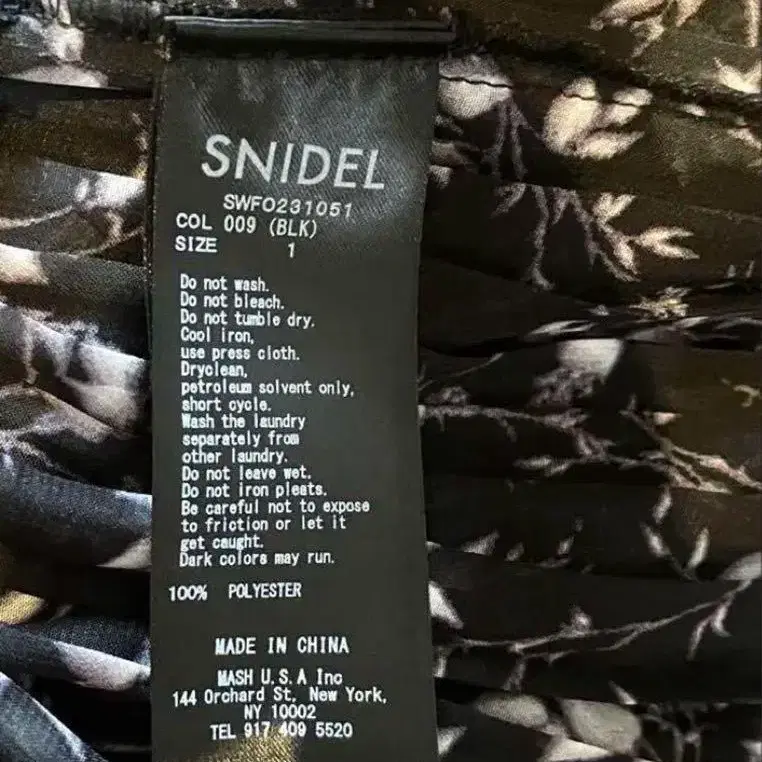 SNIDEL
SWFO231051
COL 009 (BLK)
SIZE 1
Do not wash.
Do not bleach.
Do not tumble dry.
Cool iron,
use press cloth.
Dryclean,
petroleum solvent only,
short cycle.
Wash the laundry
separately from
other laundry.
Do not leave wet.
Do not iron pleats.
Be careful not to expose
to friction or let it
get caught.
Dark colors may run.
100% POLYESTER
MADE IN CHINA
MASH U.S.A Inc
144 Orchard St, New York,
NY 10002
TEL 917 409 5520